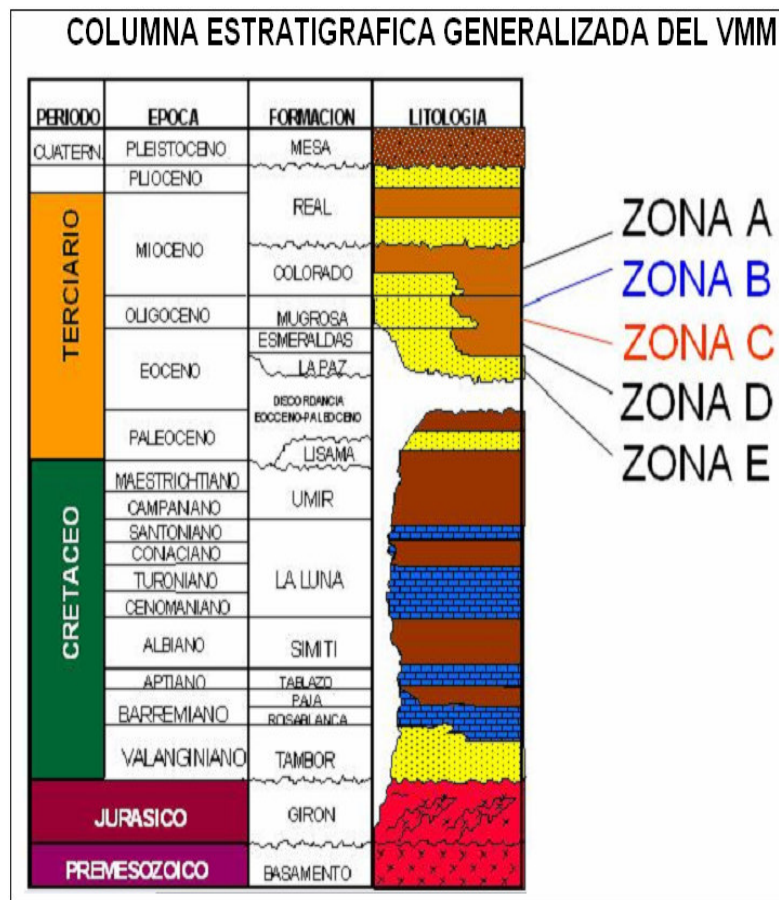 COLUMNA ESTRATIGRAFICA GENERALIZADA DEL VMM
PERIODO EPOCA FORMACION LITOLOGIA
CUATERN. PLEISTOCENO MESA
PLIOCENO
REAL
TERCIARIO
MIOCENO
COLORADO
OLIGOCENO MUGROSA
ESMERALDAS
EOCENO
LA PAZ
DISCORDANCIA
EOCCENO-PALEOCENO
PALEOCENO
LISAMA
CRETACEO
MAESTRICHTIANO
UMIR
CAMPANIANO
SANTONIANO
CONIACIANO
TURONIANO
LA LUNA
CENOMANIANO
ALBIANO SIMITI
APTIANO TABLAZO
PAJA
BARREMIANO
ROSABLANCA
VALANGINIANO TAMBOR
JURASICO GIRON
PREMESOZOICO BASAMENTO
ZONA A
ZONA B
ZONA C
ZONA D
ZONA E